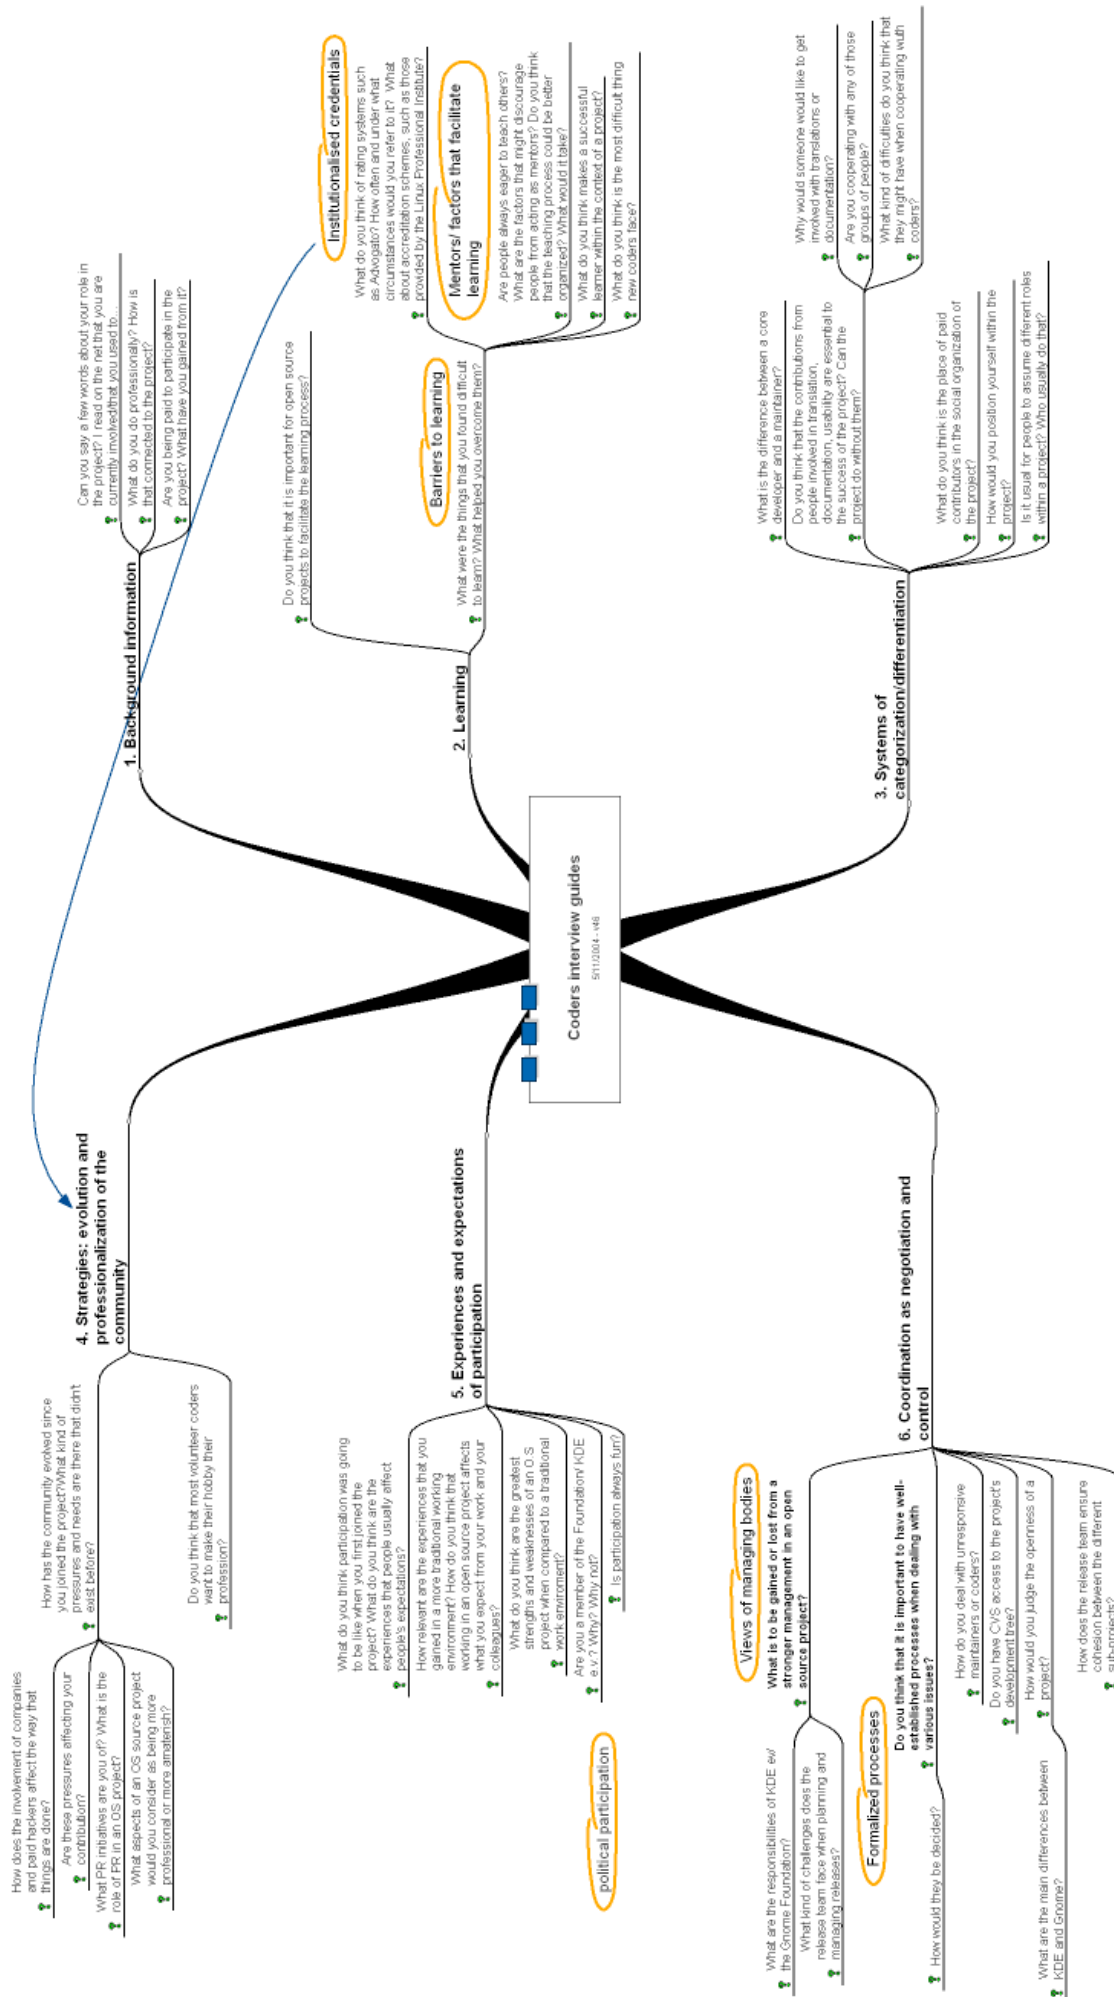 Coders interview guides
5/11/2004 - v46
1. Background information
Can you say a few words about your role in
the project? I read on the net that you are
currently involved/that you used to...
What do you do professionally? How is
that connected to the project?
Are you being paid to participate in the
project? What have you gained from it?
2. Learning
Do you think that it is important for open source
projects to facilitate the learning process?
Barriers to learning
What were the things that you found difficult
to learn? What helped you overcome them?
Institutionalised credentials
What do you think of rating systems such
as Advogato? How often and under what
circumstances would you refer to it? What
about accreditation schemes, such as those
provided by the Linux Professional Institute?
Mentors/ factors that facilitate
learning
Are people always eager to teach others?
What are the factors that might discourage
people from acting as mentors? Do you think
that the teaching process could be better
organized? What would it take?
What do you think makes a successful
learner within the context of a project?
What do you think is the most difficult thing
new coders face?
3. Systems of
categorization/differentiation
What is the difference between a core
developer and a maintainer?
Do you think that the contributions from
people involved in translation,
documentation, usability are essential to
the success of the project? Can the
project do without them?
Why would someone would like to get
involved with translations or
documentation?
Are you cooperating with any of those
groups of people?
What kind of difficulties do you think that
they might have when cooperating wuth
coders?
What do you think is the place of paid
contributors in the social organization of
the project?
How would you position yourself within the
project?
Is it usual for people to assume different roles
within a project? Who usually do that?
4. Strategies: evolution and
professionalization of the
community
How has the community evolved since
you joined the project?What kind of
pressures and needs are there that didn't
exist before?
How does the involvement of companies
and paid hackers affect the way that
things are done?
Are these pressures affecting your
contribution?
What PR initiatives are you of? What is the
role of PR in an OS project?
What aspects of an OS source project
would you consider as being more
professional or more amaterish?
Do you think that most volunteer coders
want to make their hobby their
profession?
5. Experiences and expectations
of participation
What do you think participation was going
to be like when you first joined the
project? What do you think are the
experiences that people usually affect
people's expectations?
How relevant are the experiences that you
gained in a more traditional working
environment? How do you think that
working in an open source project affects
what you expect from your work and your
colleagues?
What do you think are the greatest
strengths and weaknesses of an O.S
project when compared to a traditional
work enviroment?
Are you a member of the Foundation/ KDE
e.v.? Why? Why not?
Is participation always fun?
political participation
6. Coordination as negotiation and
control
Views of managing bodies
What is to be gained or lost from a
stronger management in an open
source project?
What are the responsibilities of KDE ev/
the Gnome Foundation?
What kind of challenges does the
release team face when planning and
managing releases?
Formalized processes
Do you think that it is important to have well-
established processes when dealing with
various issues?
How would they be decided?
How do you deal with unresponsive
maintainers or coders?
Do you have CVS access to the project's
development tree?
How would you judge the openness of a
project?
What are the main differences between
KDE and Gnome?
How does the release team ensure
cohesion between the different
sub-projects?